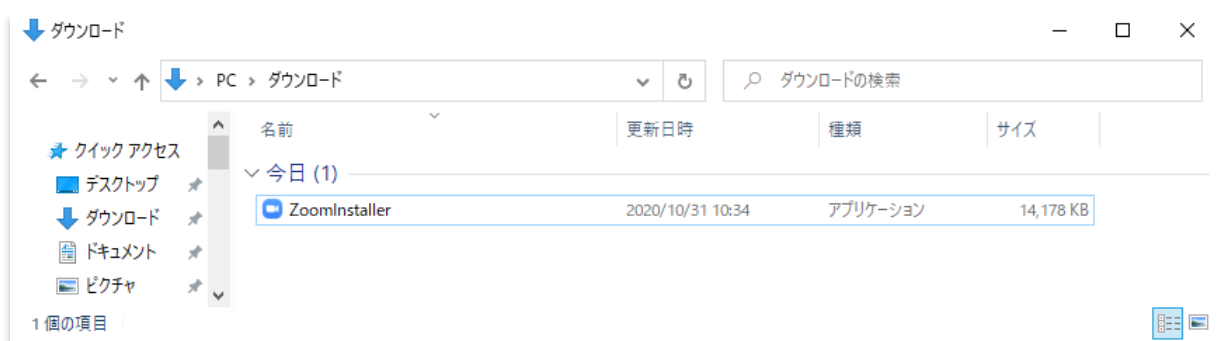 ダウンロード
PC > ダウンロード
ダウンロードの検索
名前 更新日時 種類 サイズ
クイック アクセス
デスクトップ
ダウンロード
ドキュメント
ピクチャ
今日 (1)
ZoomInstaller 2020/10/31 10:34 アプリケーション 14,178 KB
1 個の項目